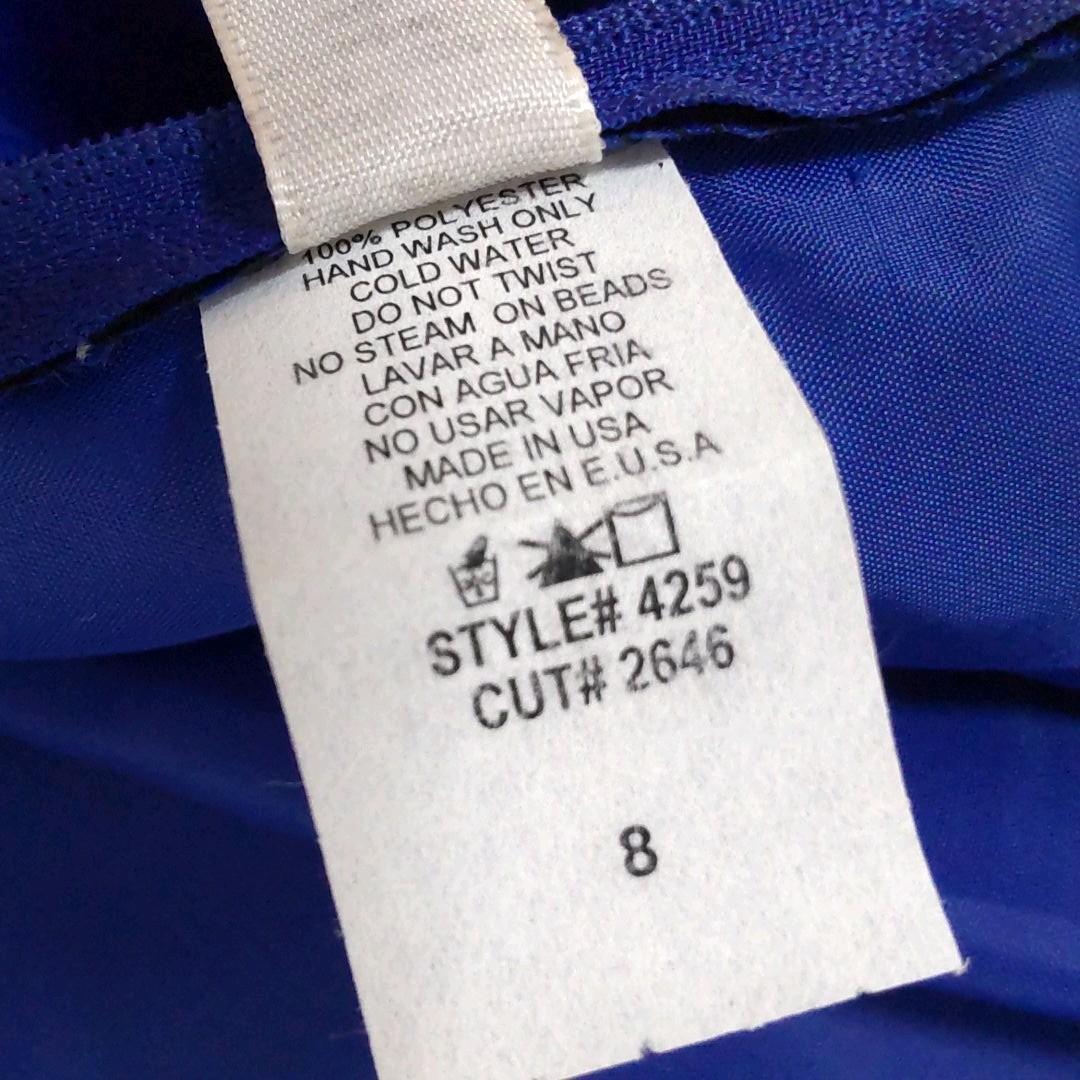 100% POLYESTER
HAND WASH ONLY
COLD WATER
DO NOT TWIST
NO STEAM ON BEADS
LAVAR A MANO
CON AGUA FRIA
NO USAR VAPOR
MADE IN USA
HECHO EN E.U.S.A
STYLE# 4259
CUT# 2646
8